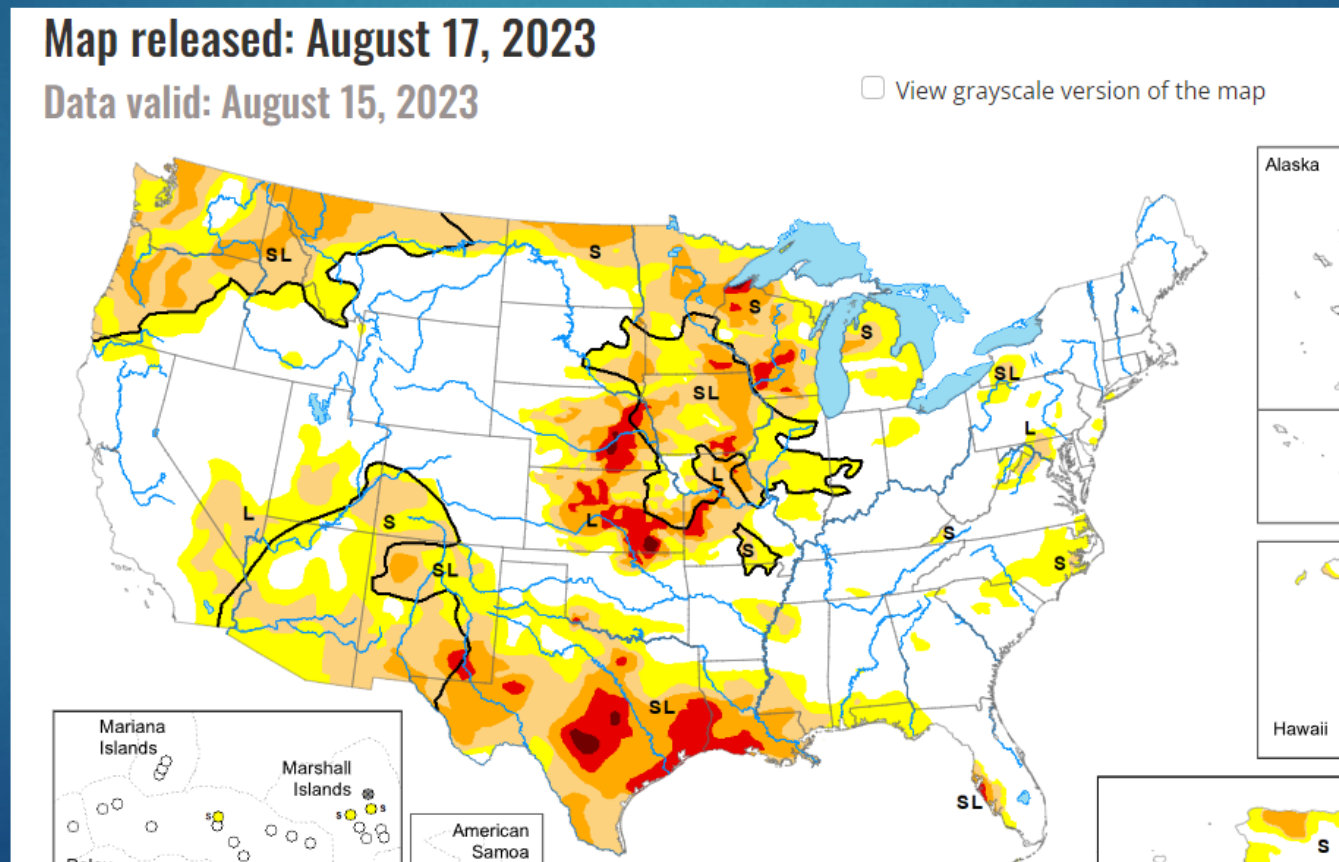 Map released: August 17, 2023
Data valid: August 15, 2023
View grayscale version of the map
Alaska
S
SL
S
S
SL
SL
L
L
L
S
L
S
S
SL
S
SL
Hawaii
Mariana
Islands
Marshall
Islands
SL
s
s
s
American
Samoa
S